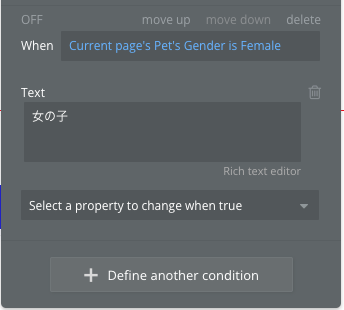 OFF move up move down delete
When Current page's Pet's Gender is Female
Text
女の子
Rich text editor
Select a property to change when true
Define another condition